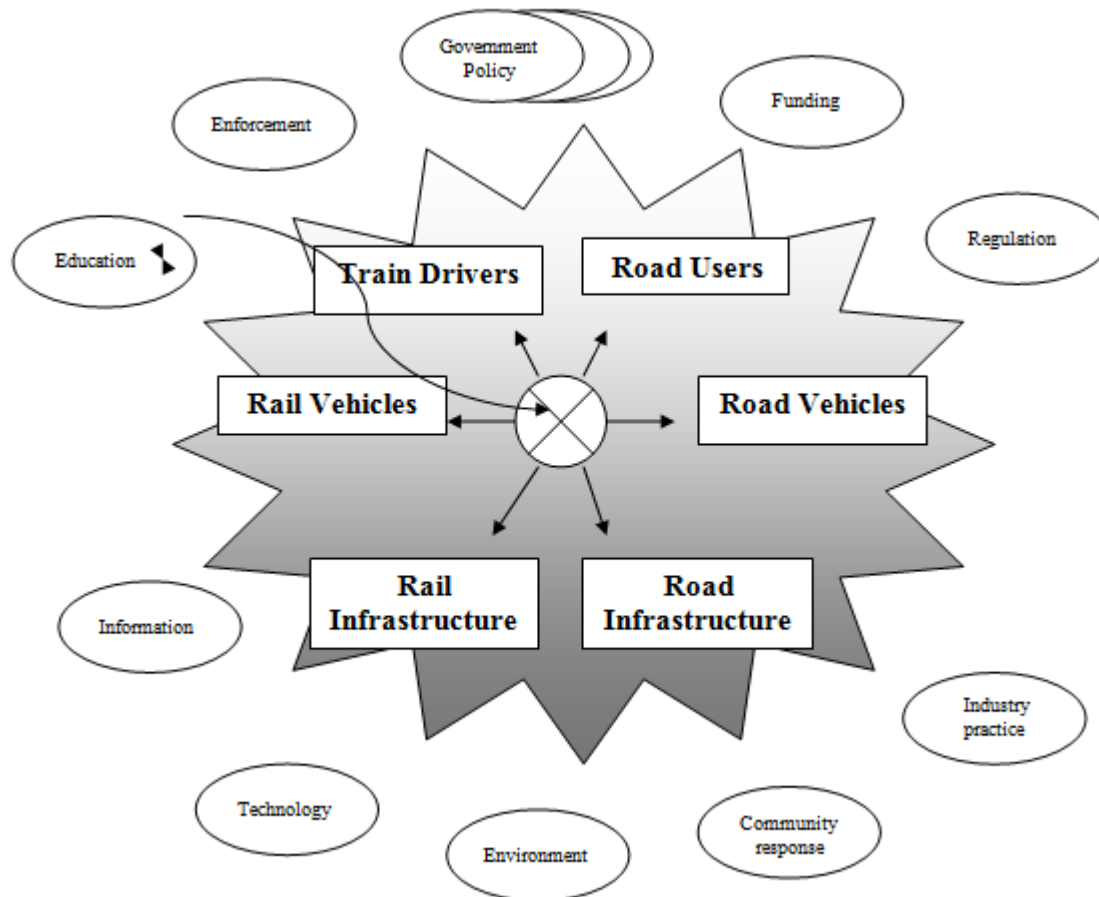 Government
Policy
Funding
Enforcement
Regulation
Education
Train Drivers
Road Users
Rail Vehicles
Road Vehicles
Rail
Infrastructure
Road
Infrastructure
Information
Industry
practice
Technology
Community
response
Environment